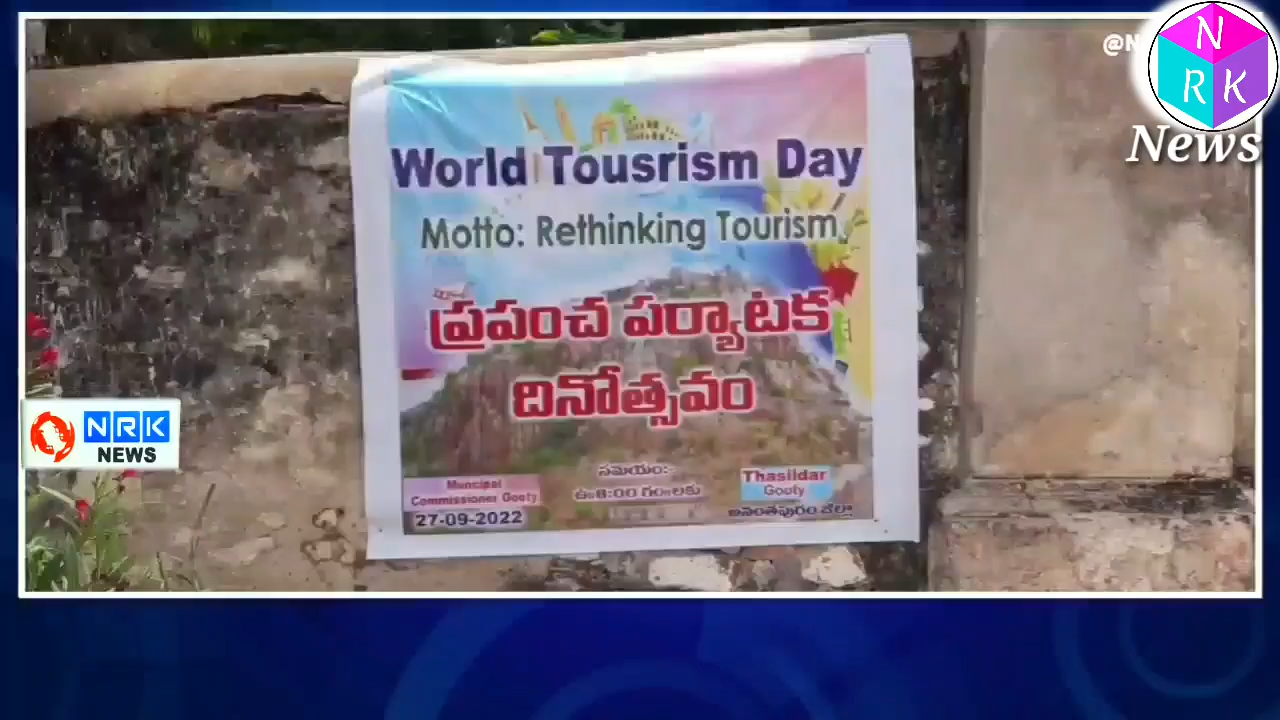 @N
N
R K
News
World Tousrism Day
Motto: Rethinking Tourism
ప్రపంచ పర్యాటక
దినోత్సవం
NRK
NEWS
సమయం:-
ఉ॥8:00 గం॥లకు
Muncipal
Commissioner Gooty
27-09-2022
Thasildar
Gooty
అనంతపురం జిల్లా